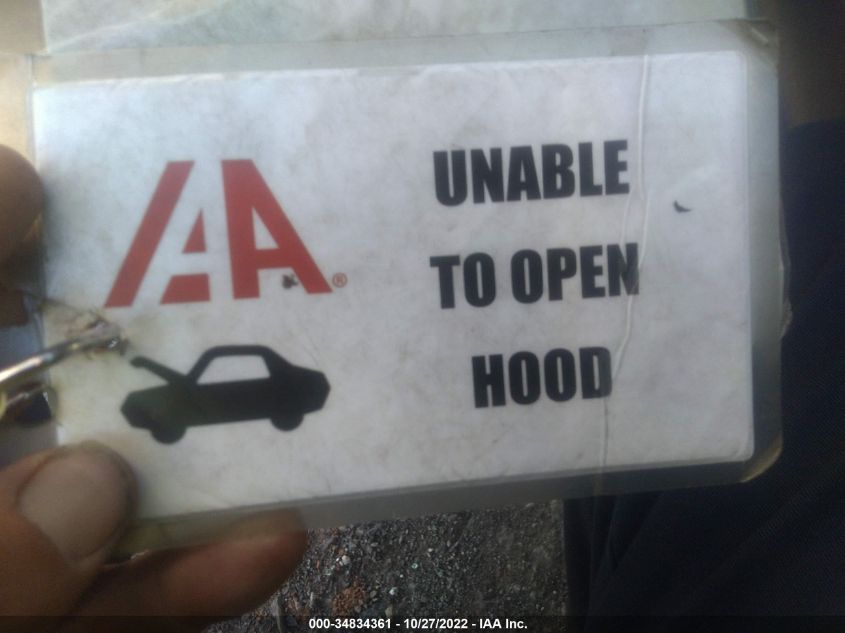 IAA®
UNABLE
TO OPEN
HOOD
000-34834361 - 10/27/2022 - IAA Inc.